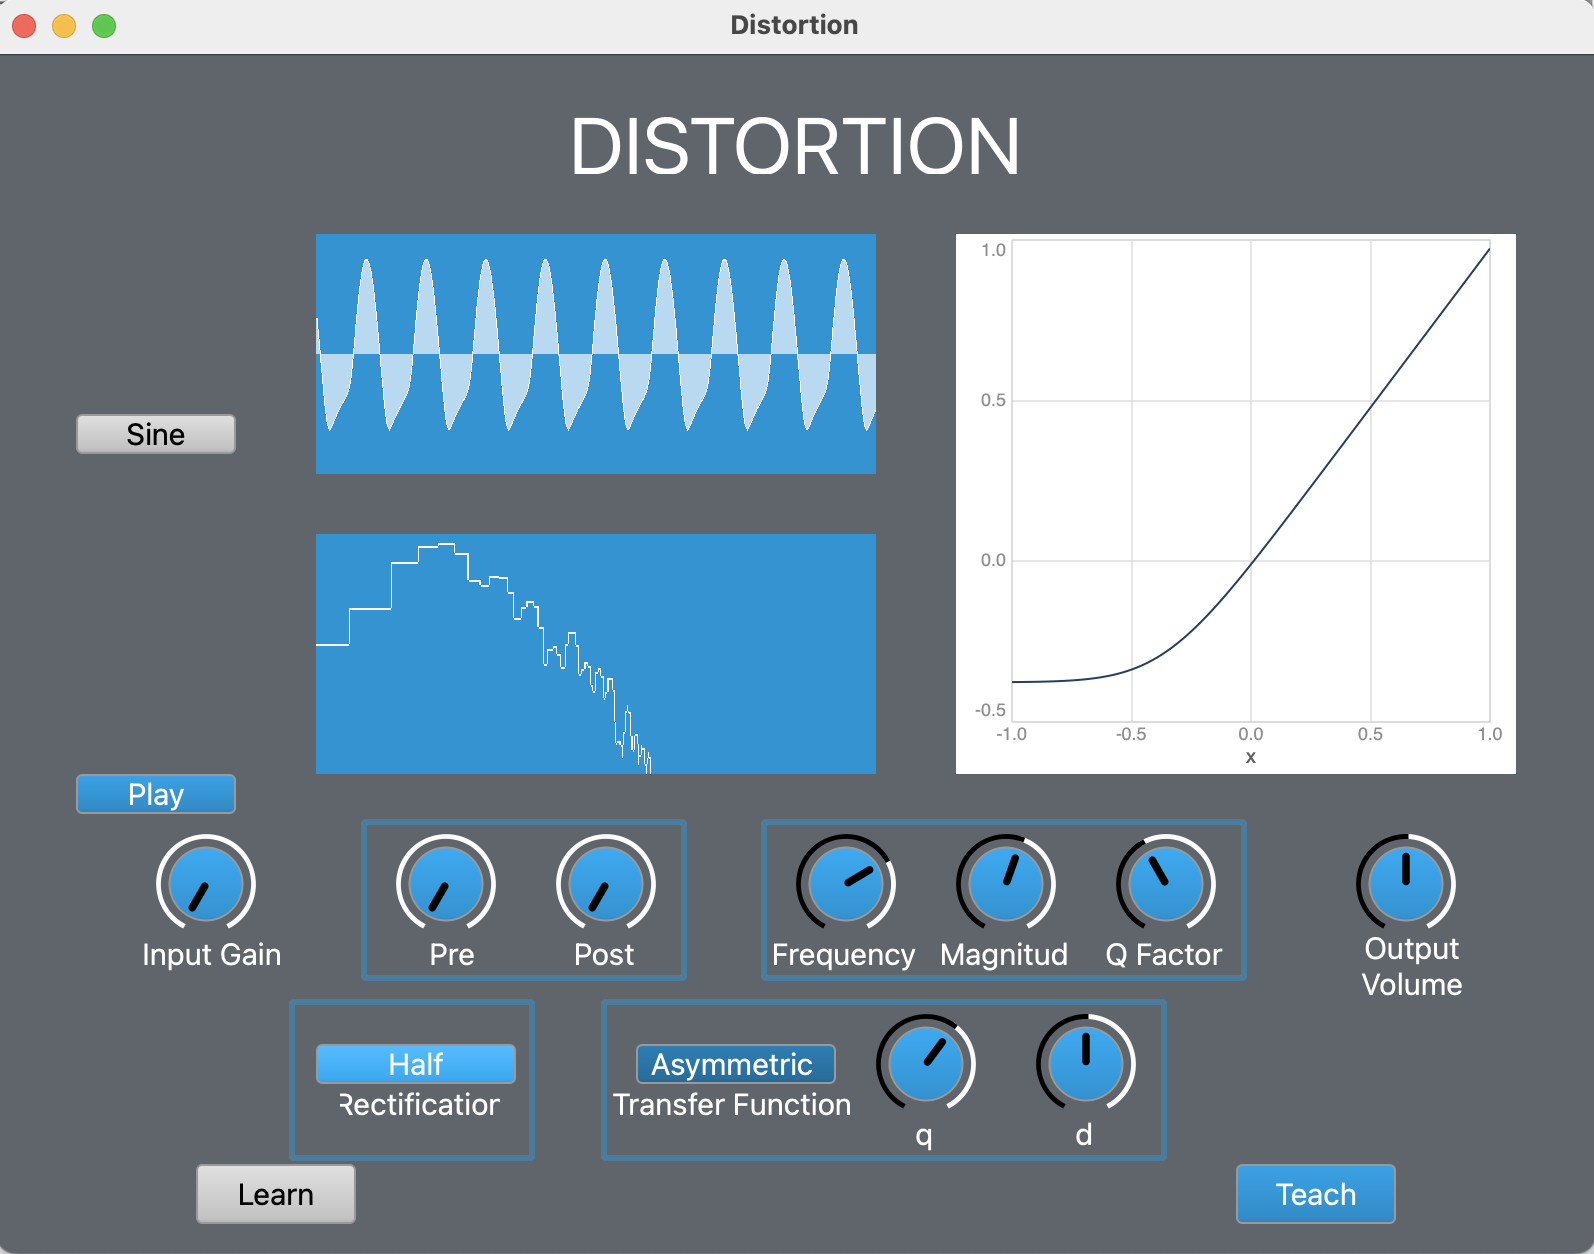 Distortion
DISTORTION
Sine
1.0
0.5
0.0
-0.5
-1.0 -0.5 0.0 0.5 1.0
x
Play
Input Gain
Pre Post
Frequency Magnitud Q Factor
Output
Volume
Half
Rectification
Asymmetric
Transfer Function
q d
Learn
Teach